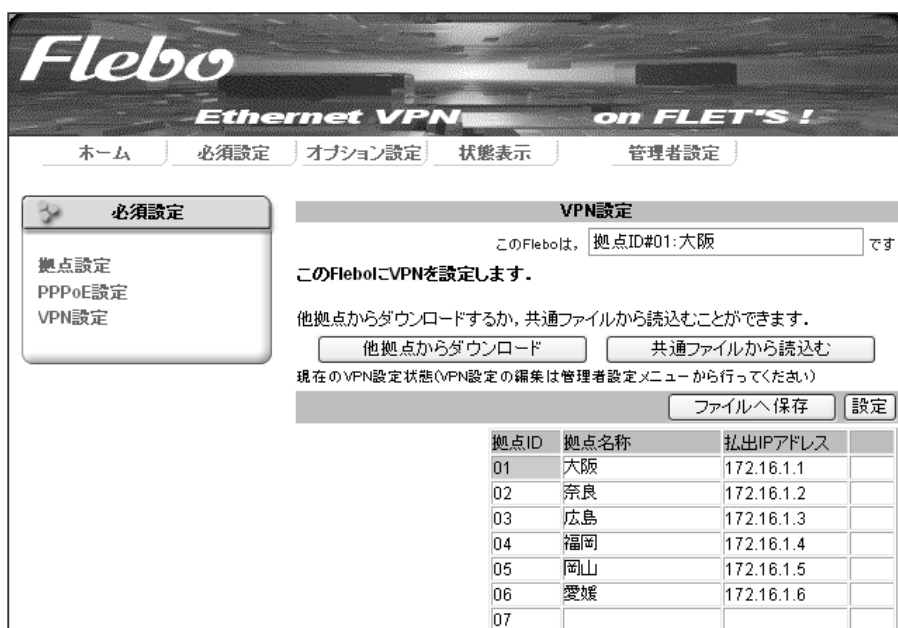 Flebo
Ethernet VPN on FLET'S !
ホーム 必須設定 オプション設定 状態表示 管理者設定
必須設定
拠点設定
PPPoE設定
VPN設定
VPN設定
このFleboは, 拠点ID#01:大阪 です
このFleboにVPNを設定します.
他拠点からダウンロードするか, 共通ファイルから読込むことができます.
他拠点からダウンロード 共通ファイルから読込む
現在のVPN設定状態(VPN設定の編集は管理者設定メニューから行ってください)
ファイルへ保存 設定
拠点ID 拠点名称 払出IPアドレス
01 大阪 172.16.1.1
02 奈良 172.16.1.2
03 広島 172.16.1.3
04 福岡 172.16.1.4
05 岡山 172.16.1.5
06 愛媛 172.16.1.6
07